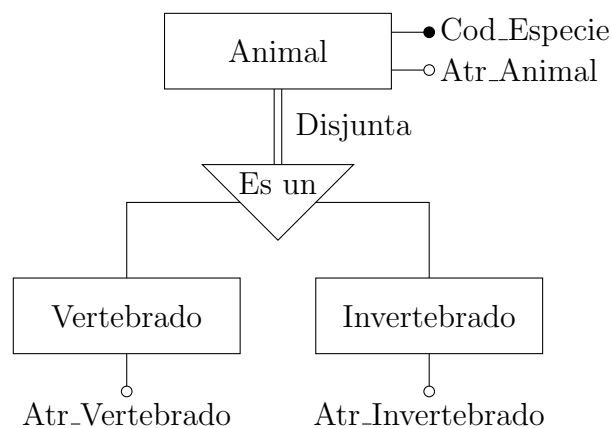 Animal
Cod_Especie
Atr_Animal
Disjunta
Es un
Vertebrado
Invertebrado
Atr_Vertebrado
Atr_Invertebrado